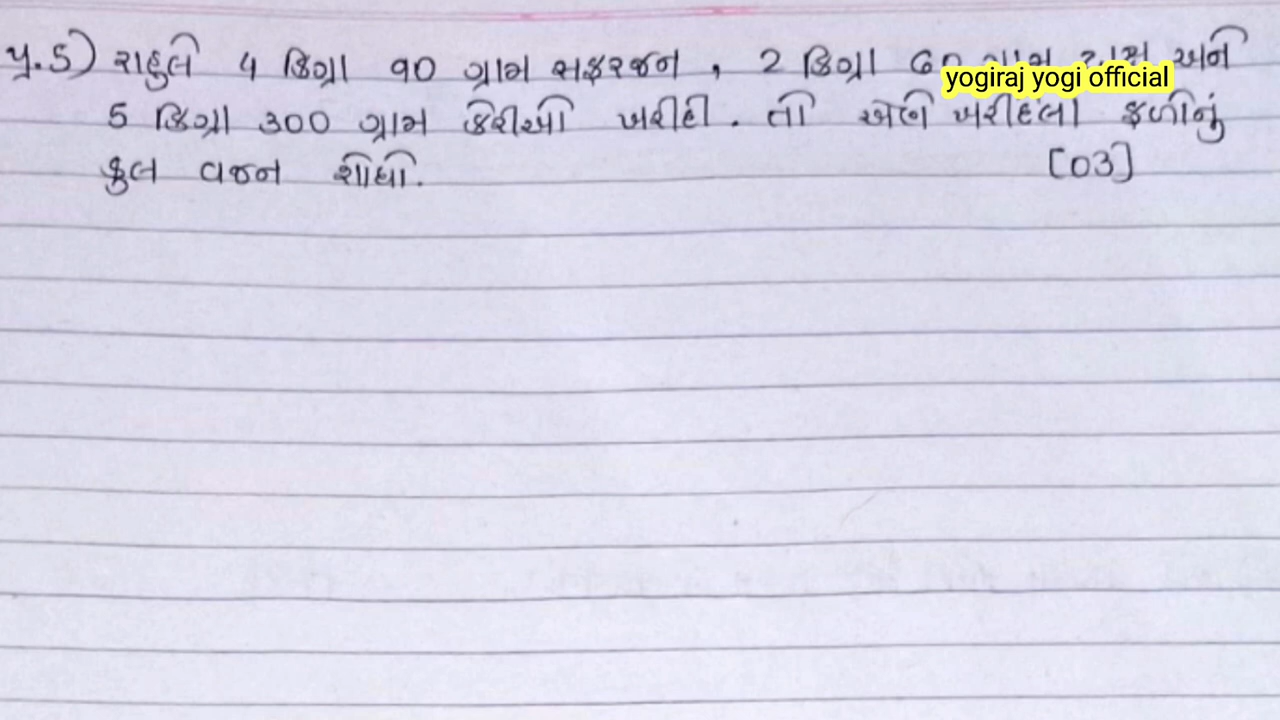 પ્ર.5) રાહુલે 4 કિગ્રા 90 ગ્રામ સફરજન, 2 કિગ્રા 60 ગ્રામ અને
yogiraj yogi official
5 કિગ્રા 300 ગ્રામ કેરીઓ ખરીદી. તો એણે ખરીદેલા ફળોનું
કુલ વજન શોધો. [03]